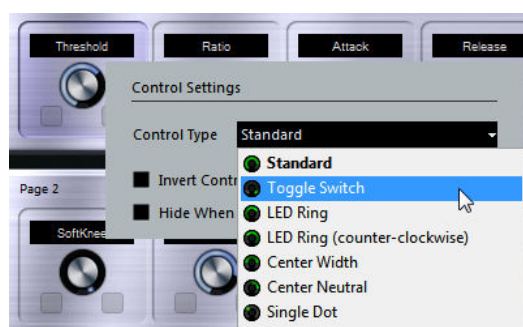 Threshold
Ratio
Attack
Release
Control Settings
Control Type
Standard
Standard
Invert Contr
Toggle Switch
Page 2
Hide When
LED Ring
SoftKnee
LED Ring (counter-clockwise)
Center Width
Center Neutral
Single Dot